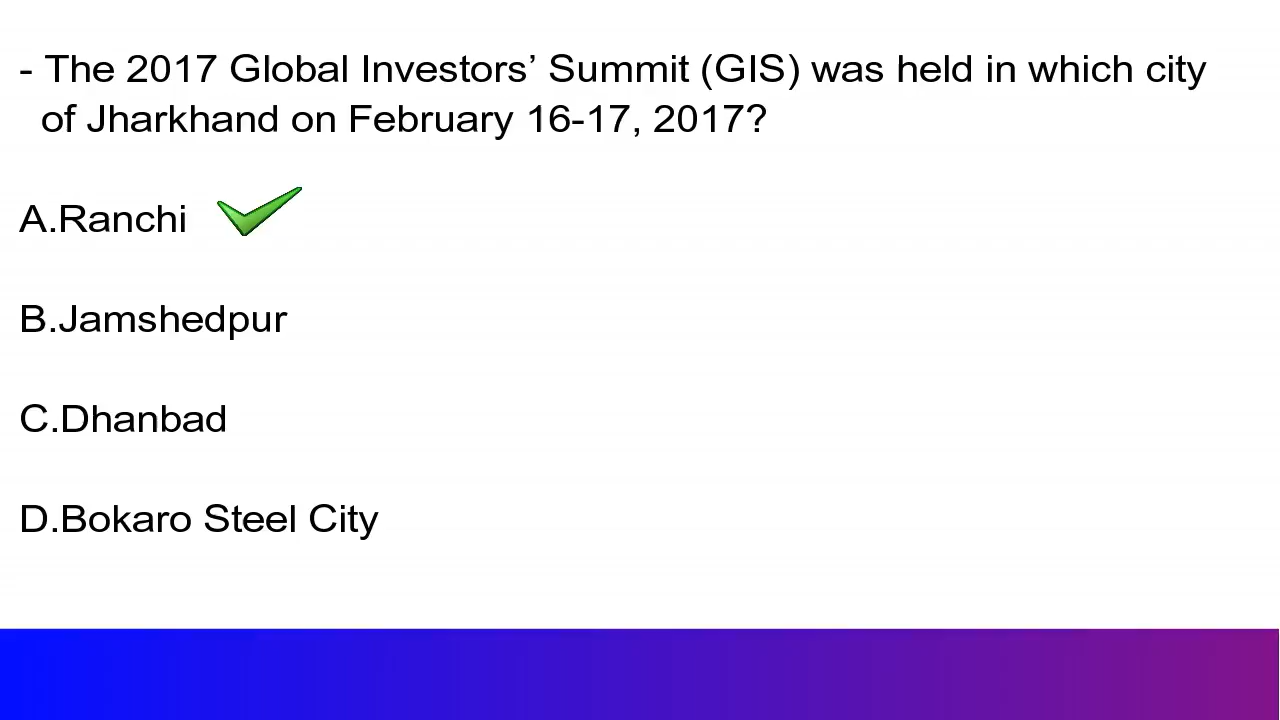 - The 2017 Global Investors’ Summit (GIS) was held in which city
of Jharkhand on February 16-17, 2017?
A.Ranchi
B.Jamshedpur
C.Dhanbad
D.Bokaro Steel City